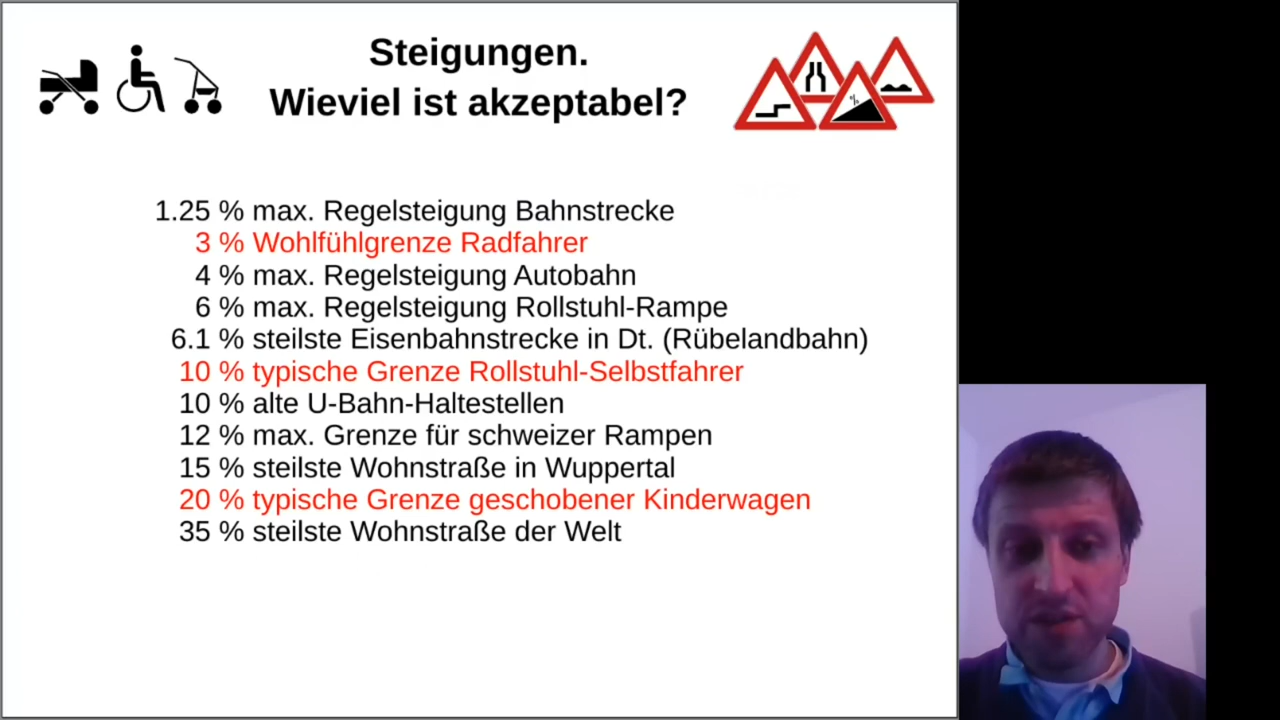 Steigungen.
Wieviel ist akzeptabel?
1.25 % max. Regelsteigung Bahnstrecke
3 % Wohlfühlgrenze Radfahrer
4 % max. Regelsteigung Autobahn
6 % max. Regelsteigung Rollstuhl-Rampe
6.1 % steilste Eisenbahnstrecke in Dt. (Rübelandbahn)
10 % typische Grenze Rollstuhl-Selbstfahrer
10 % alte U-Bahn-Haltestellen
12 % max. Grenze für schweizer Rampen
15 % steilste Wohnstraße in Wuppertal
20 % typische Grenze geschobener Kinderwagen
35 % steilste Wohnstraße der Welt